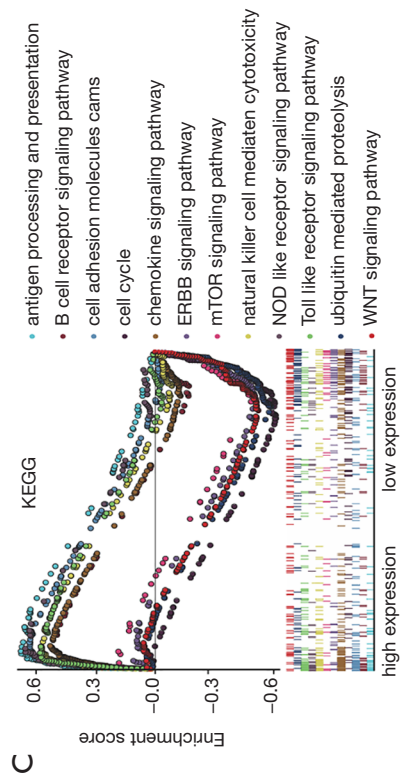 C
KEGG
Enrichment score
0.6
0.3
−0.3
−0.3
−0.6
high expression
low expression
antigen processing and presentation
B cell receptor signaling pathway
cell adhesion molecules cams
cell cycle
chemokine signaling pathway
ERBB signaling pathway
mTOR signaling pathway
natural killer cell mediaten cytotoxicity
NOD like receptor signaling pathway
Toll like receptor signaling pathway
ubiquitin mediated proteolysis
WNT signaling pathway